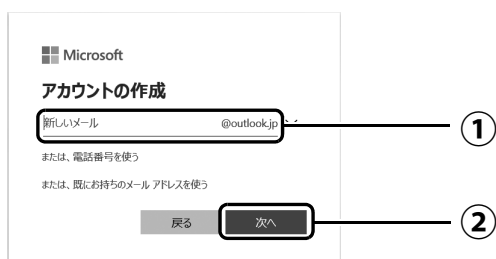 Microsoft
アカウントの作成
新しいメール @outlook.jp
①
または、電話番号を使う
または、既にお持ちのメール アドレスを使う
戻る 次へ
②